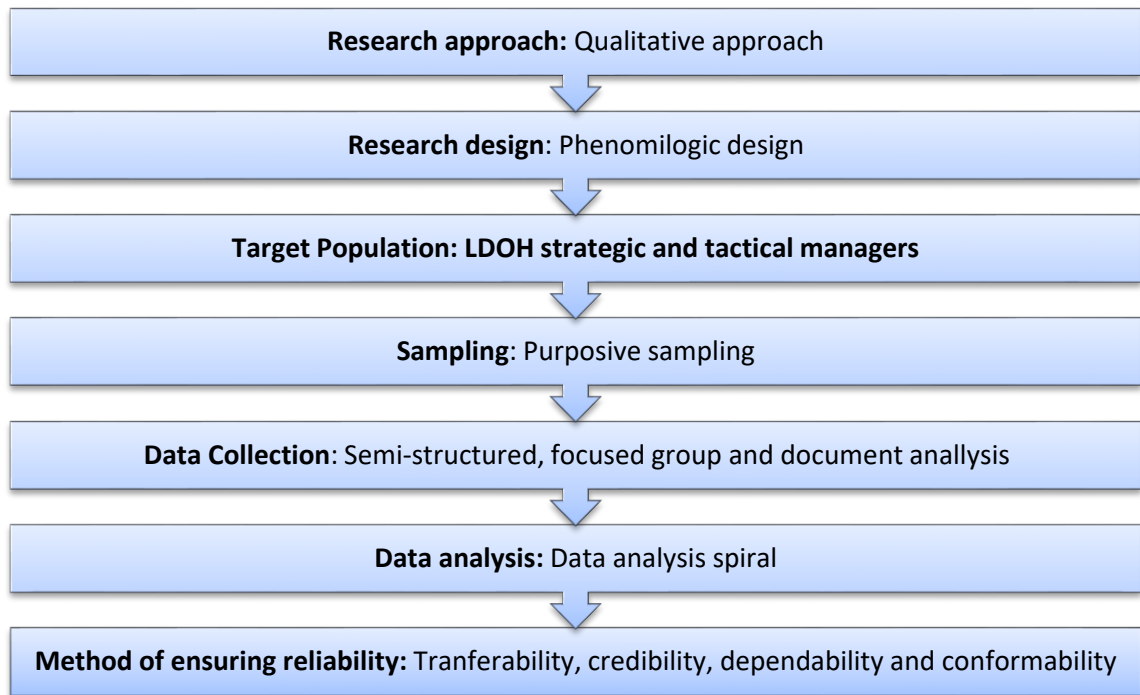 Research approach: Qualitative approach
Research design: Phenomilogic design
Target Population: LDOH strategic and tactical managers
Sampling: Purposive sampling
Data Collection: Semi-structured, focused group and document anallysis
Data analysis: Data analysis spiral
Method of ensuring reliability: Tranferability, credibility, dependability and conformability